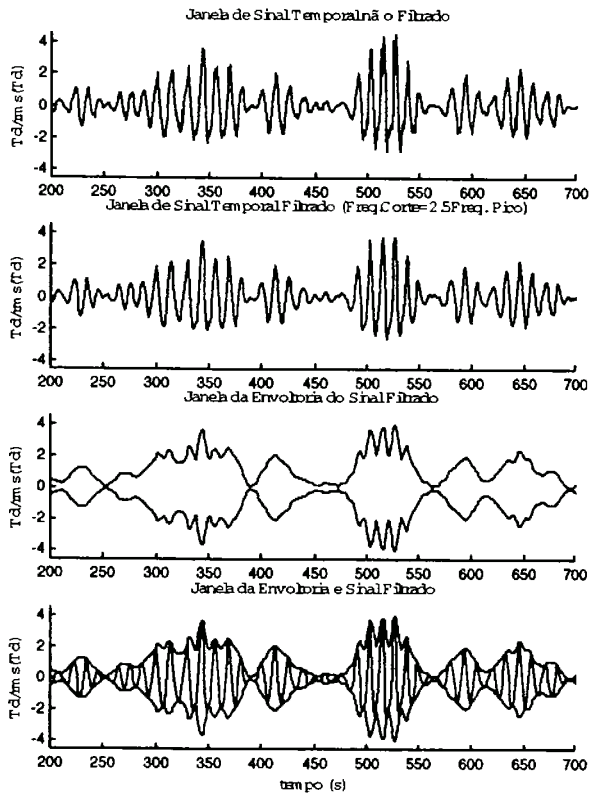 Janela de Sinal Temporal não Filtrado
4
2
0
-2
-4
Td/rms(Td)
200 250 300 350 400 450 500 550 600 650 700
Janela de Sinal Temporal Filtrado (Freq.Corte=2.5Freq. Pico)
4
2
0
-2
-4
Td/rms(Td)
200 250 300 350 400 450 500 550 600 650 700
Janela da Envoltoria do Sinal Filtrado
4
2
0
-2
-4
Td/rms(Td)
200 250 300 350 400 450 500 550 600 650 700
Janela da Envoltoria e Sinal Filtrado
4
2
0
-2
-4
Td/rms(Td)
200 250 300 350 400 450 500 550 600 650 700
tempo (s)